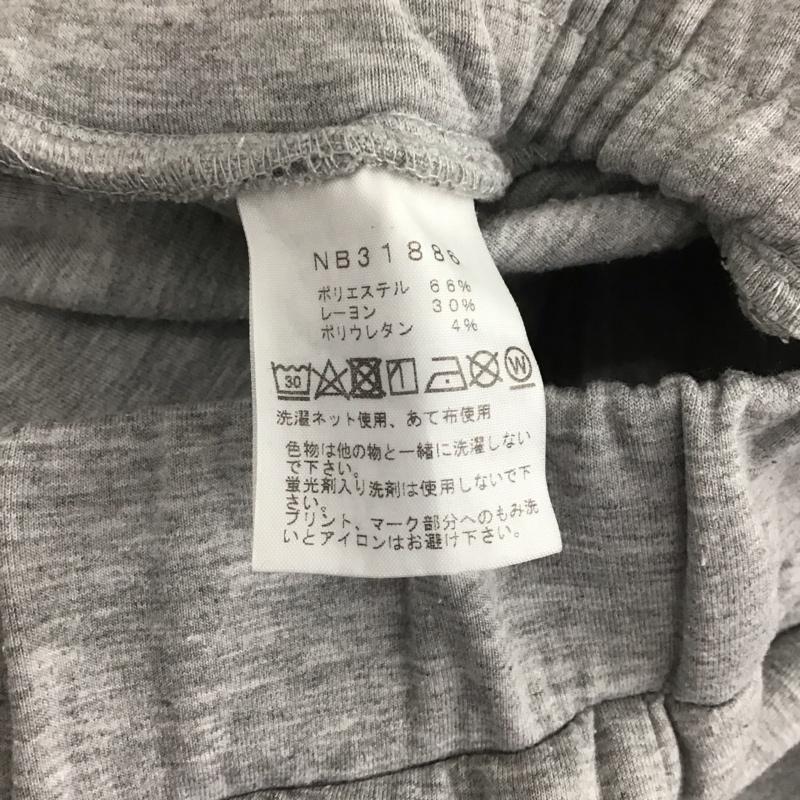 NB31886
ポリエステル 66%
レーヨン 30%
ポリウレタン 4%
30 W
洗濯ネット使用、あて布使用
色物は他の物と一緒に洗濯しない
で下さい。
蛍光剤入り洗剤は使用しないで下
さい。
プリント、マーク部分へのもみ洗
いとアイロンはお避け下さい。